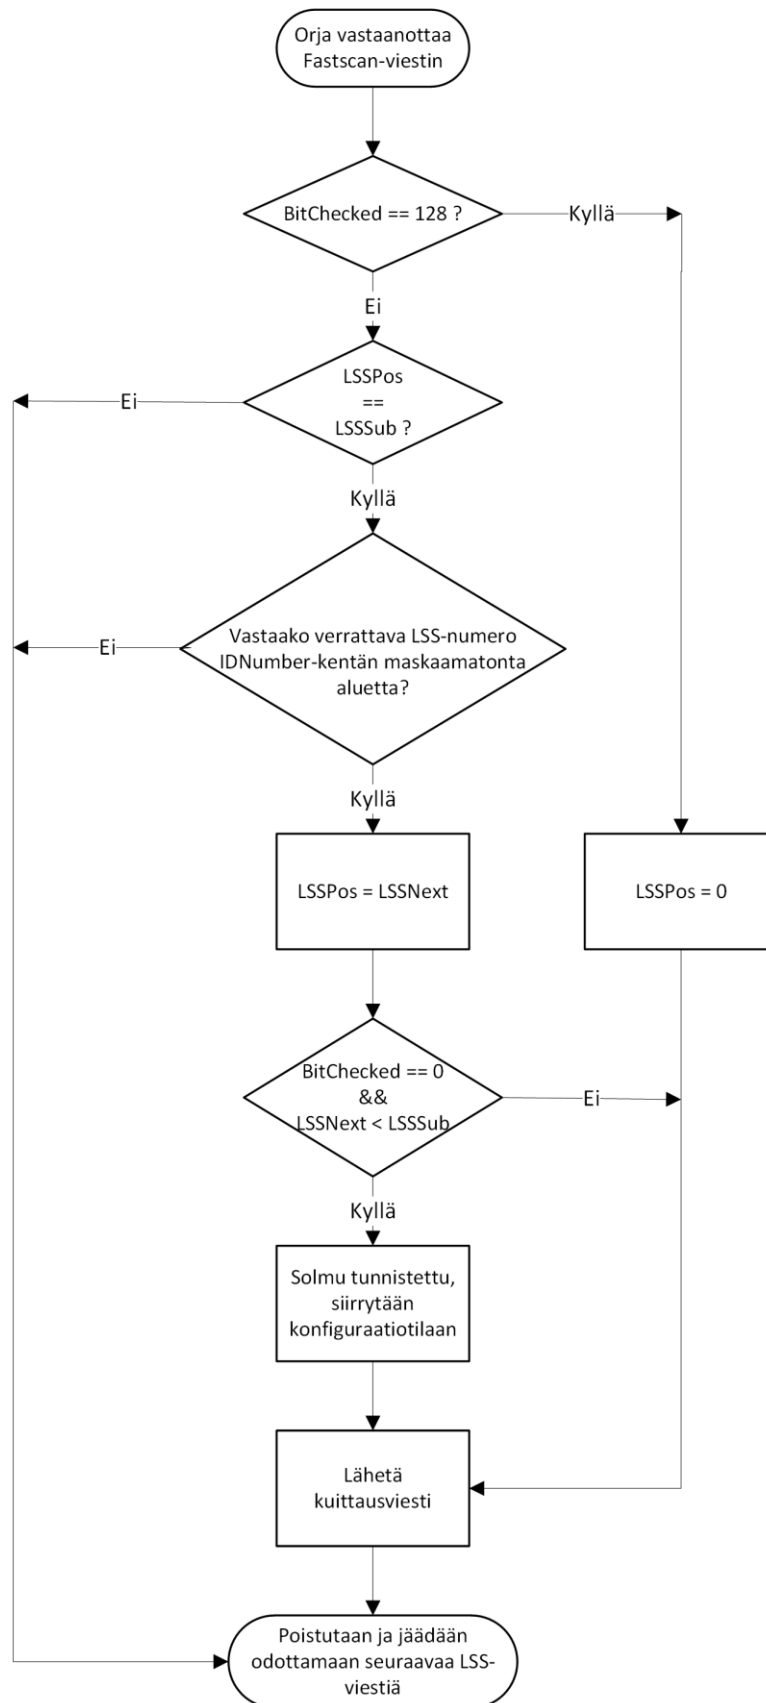 Orja vastaanottaa
Fastscan-viestin
BitChecked == 128 ?
Kyllä
Ei
LSSPos
==
LSSSub ?
Ei
Kyllä
Vastaako verrattava LSS-numero
IDNumber-kentän maskaamatonta
aluetta?
Ei
Kyllä
LSSPos = LSSNext
LSSPos = 0
BitChecked == 0
&&
LSSNext < LSSSub
Ei
Kyllä
Solmu tunnistettu,
siirrytään
konfiguraatiotilaan
Lähetä
kuittausviesti
Poistutaan ja jäädään
odottamaan seuraavaa LSS-
viestiä